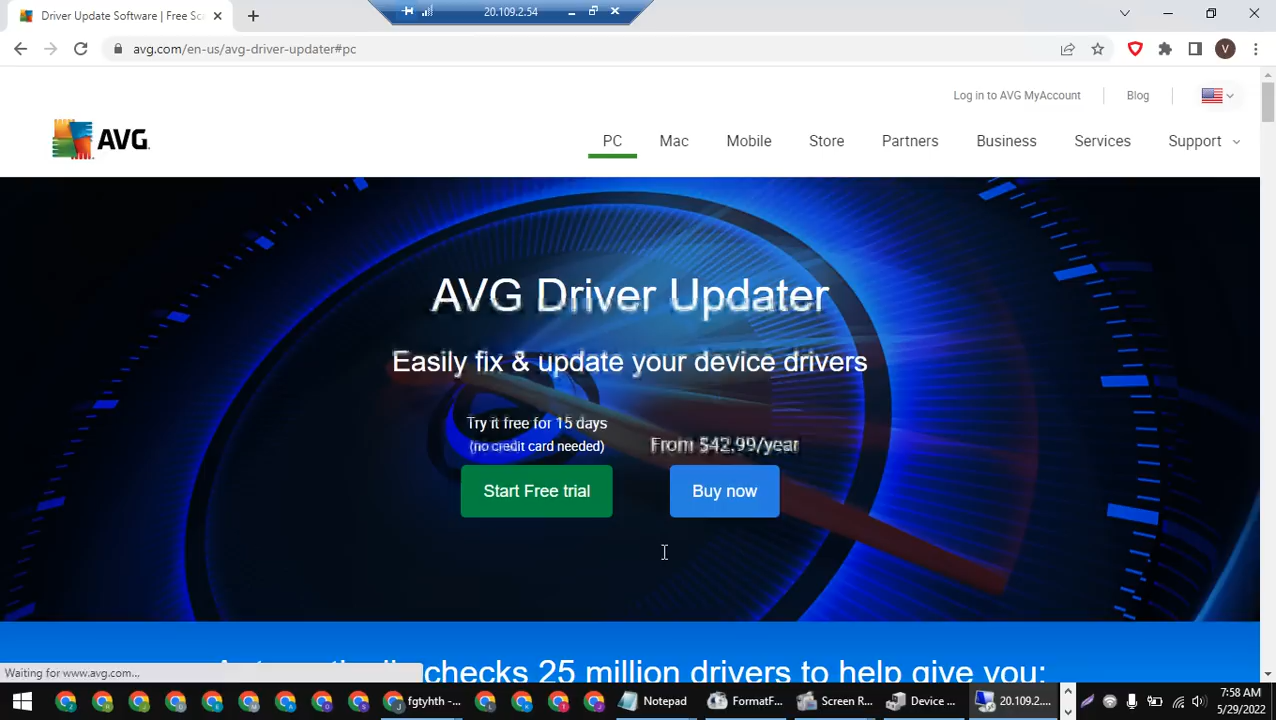 20.109.2.54
Driver Update Software | Free Sca
avg.com/en-us/avg-driver-updater#pc
V
Log in to AVG MyAccount
Blog
AVG
PC
Mac
Mobile
Store
Partners
Business
Services
Support
AVG Driver Updater
Easily fix & update your device drivers
Try it free for 15 days
(no credit card needed)
From $42.99/year
Start Free trial
Buy now
checks 25 million drivers to help give you:
Waiting for www.avg.com...
fgtyhth -...
Notepad
FormatF...
Screen R...
Device ...
20.109.2....
7:58 AM
5/29/2022